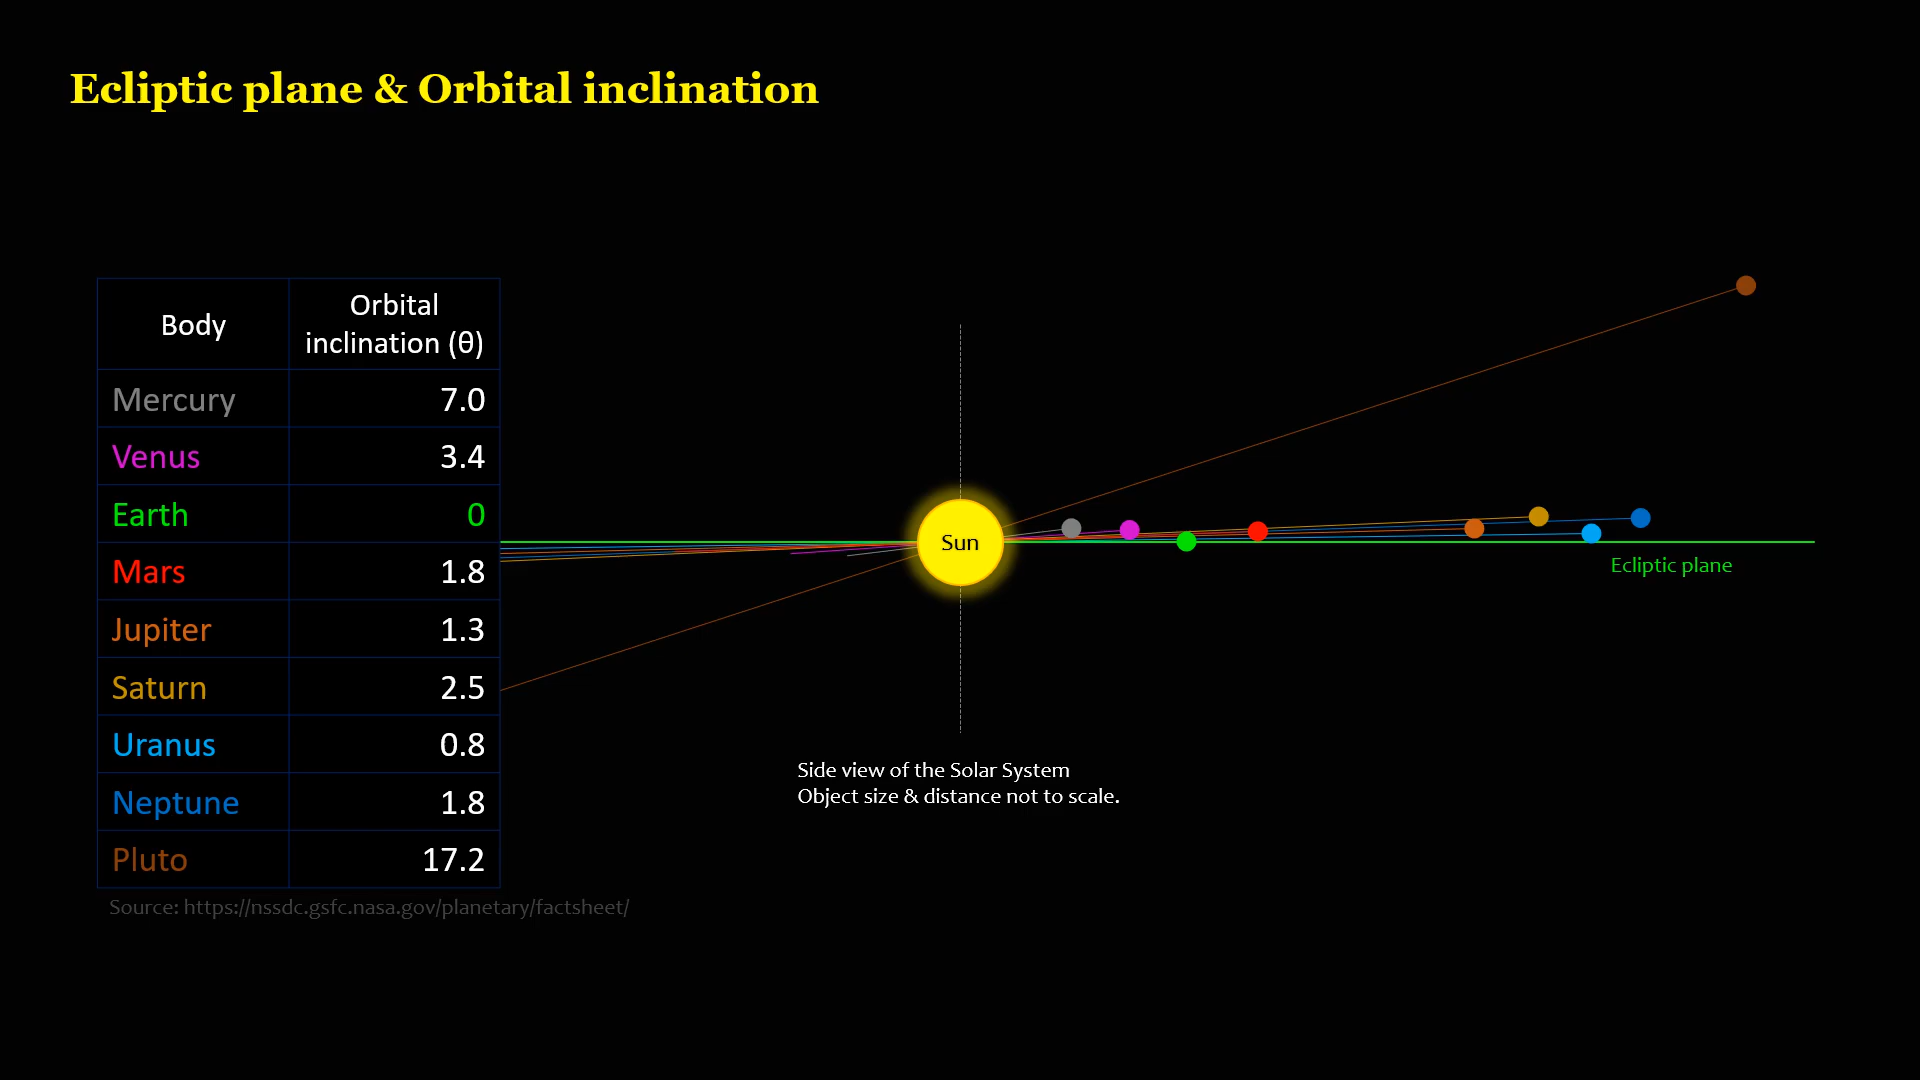 Ecliptic plane & Orbital inclination
Body
Orbital
inclination (θ)
Mercury 7.0
Venus 3.4
Earth 0
Mars 1.8
Jupiter 1.3
Saturn 2.5
Uranus 0.8
Neptune 1.8
Pluto 17.2
Source: https://nssdc.gsfc.nasa.gov/planetary/factsheet/
Sun
Ecliptic plane
Side view of the Solar System
Object size & distance not to scale.